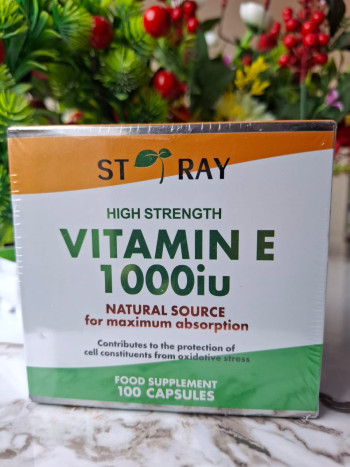 ST RAY
HIGH STRENGTH
VITAMIN E
1000iu
NATURAL SOURCE
for maximum absorption
Contributes to the protection of
cell constituents from oxidative stress
FOOD SUPPLEMENT
100 CAPSULES